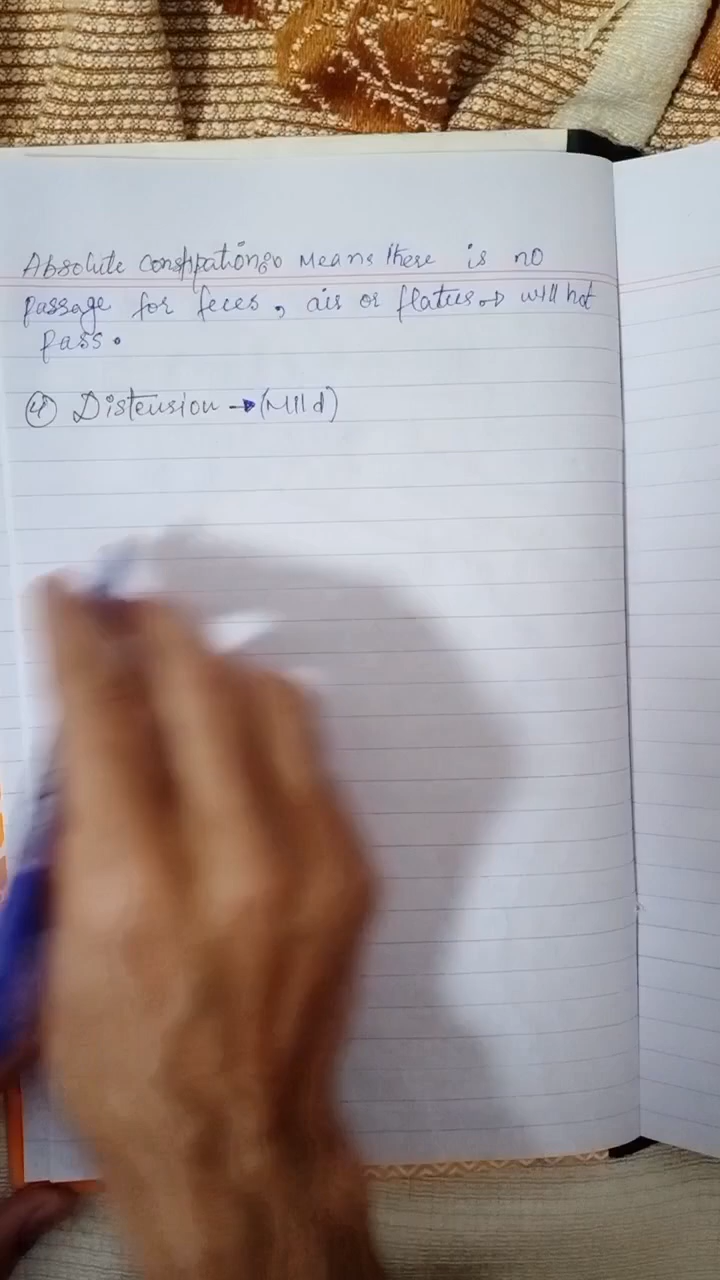 Absolute constipation:- Means there is no
passage for feces, air or flatus → will not
pass.
④ Distension → (Mild)